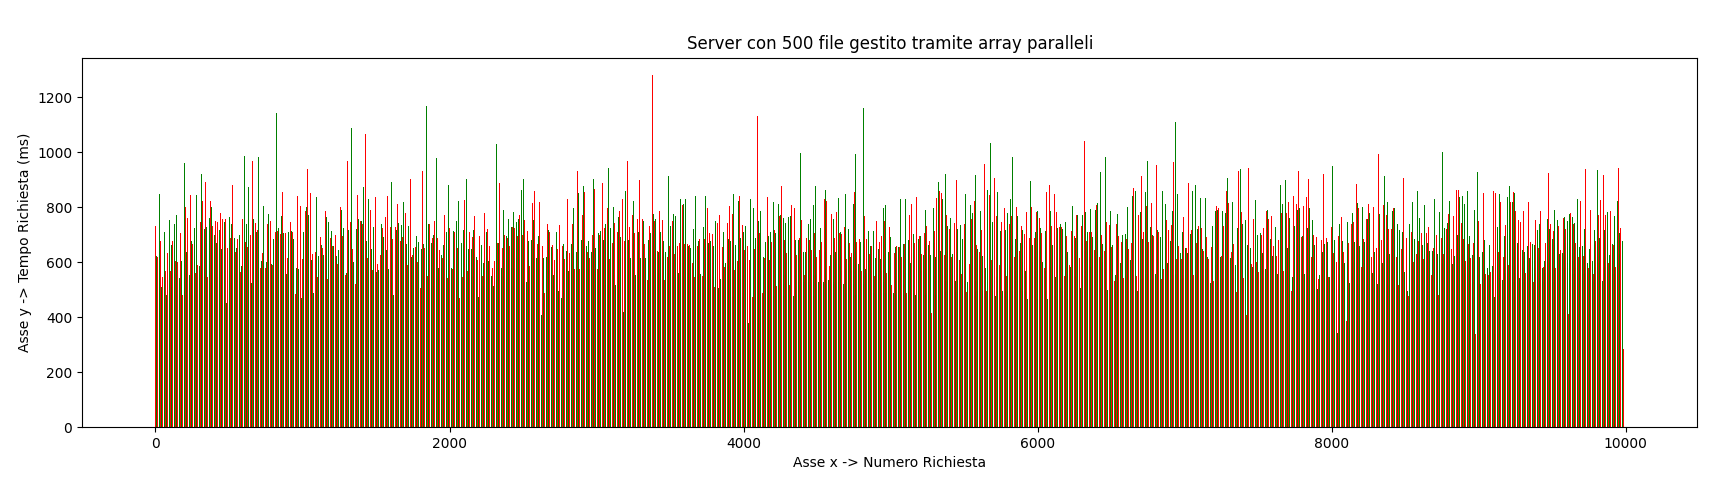 Server con 500 file gestito tramite array paralleli
Asse y -> Tempo Richiesta (ms)
1200
1000
800
600
400
200
0
0 2000 4000 6000 8000 10000
Asse x -> Numero Richiesta